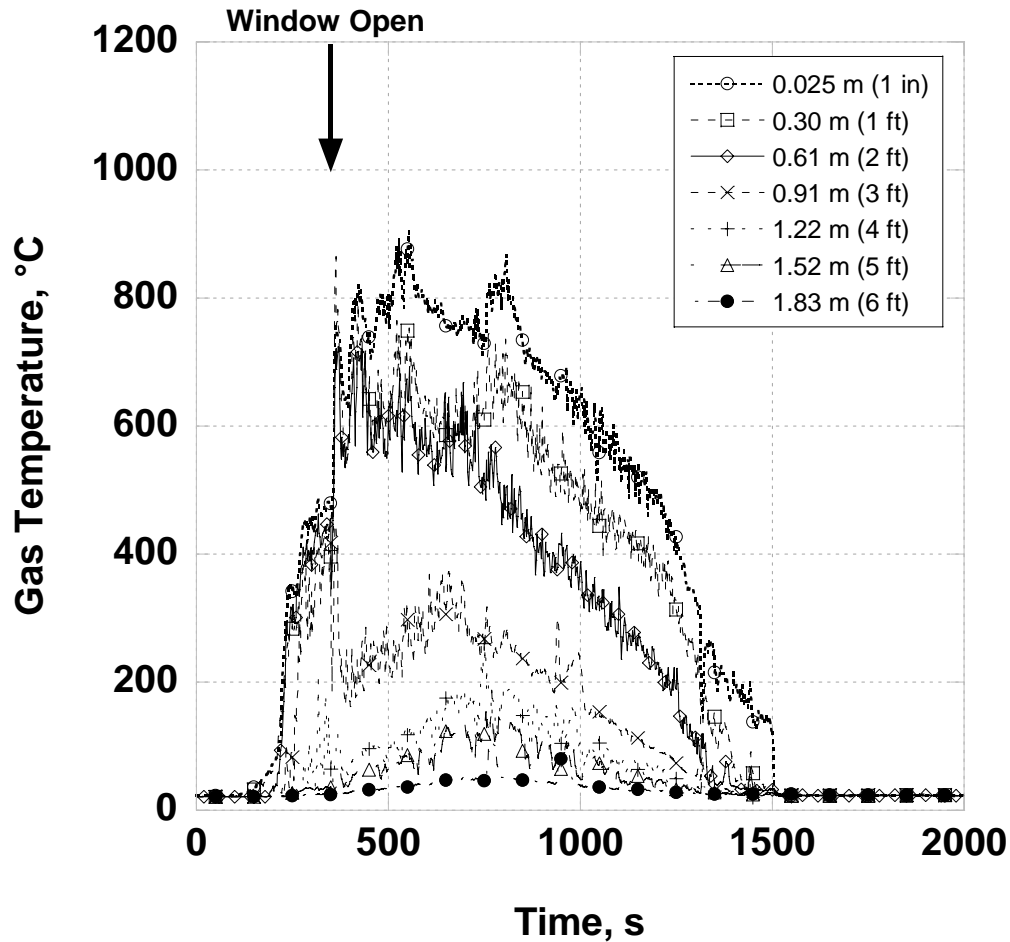 Window Open
1200
1000
800
600
400
200
0
Gas Temperature, °C
0.025 m (1 in)
0.30 m (1 ft)
0.61 m (2 ft)
0.91 m (3 ft)
1.22 m (4 ft)
1.52 m (5 ft)
1.83 m (6 ft)
0 500 1000 1500 2000
Time, s